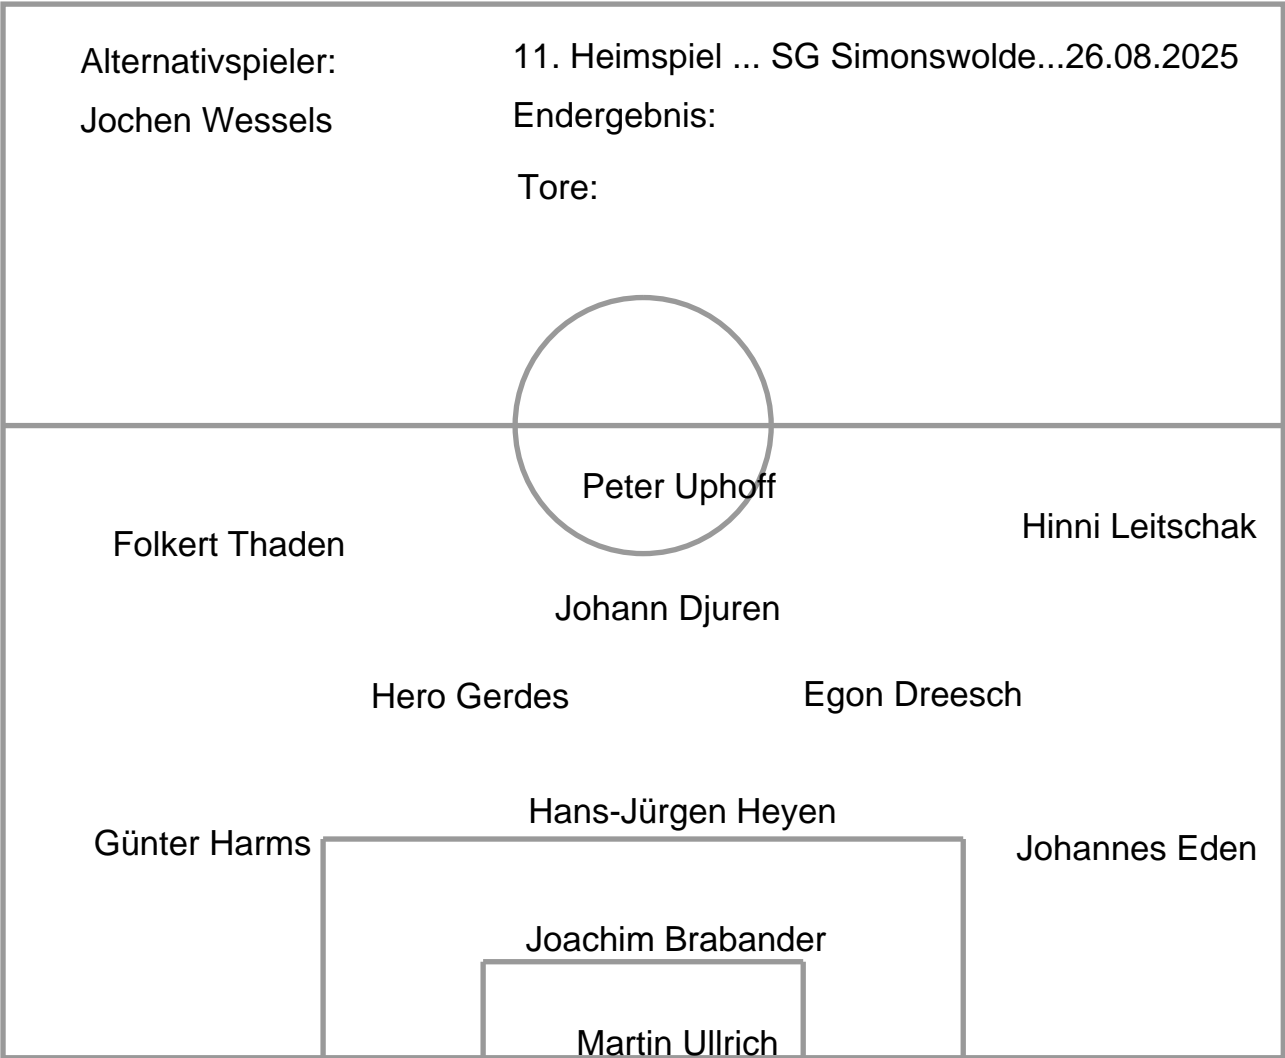 Alternativspieler:
Jochen Wessels
11. Heimspiel ... SG Simonswolde...26.08.2025
Endergebnis:
Tore:
Peter Uphoff
Hinni Leitschak
Folkert Thaden
Johann Djuren
Hero Gerdes
Egon Dreesch
Hans-Jürgen Heyen
Günter Harms
Johannes Eden
Joachim Brabander
Martin Ullrich